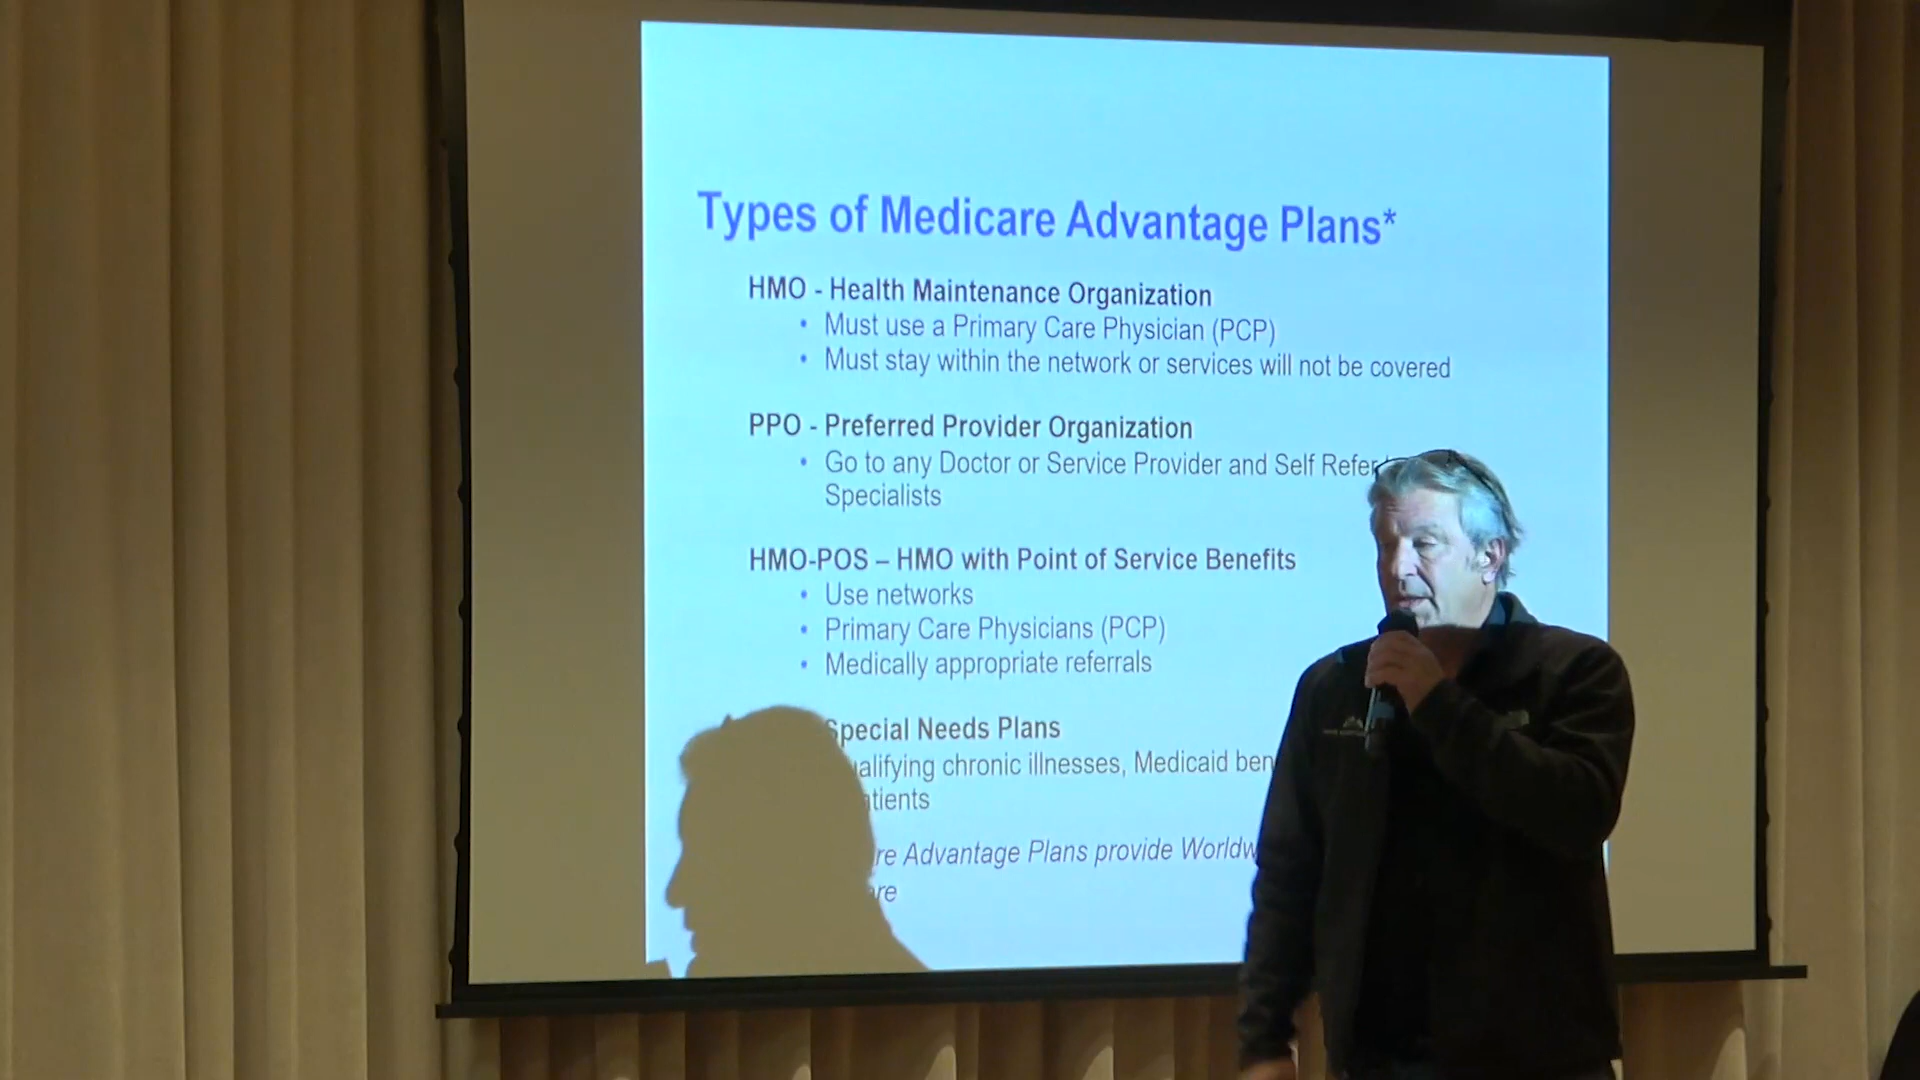 Types of Medicare Advantage Plans*
HMO - Health Maintenance Organization
• Must use a Primary Care Physician (PCP)
• Must stay within the network or services will not be covered
PPO - Preferred Provider Organization
• Go to any Doctor or Service Provider and Self Refer
Specialists
HMO-POS – HMO with Point of Service Benefits
• Use networks
• Primary Care Physicians (PCP)
• Medically appropriate referrals
Special Needs Plans
chronic illnesses, Medicaid
Advantage Plans provide